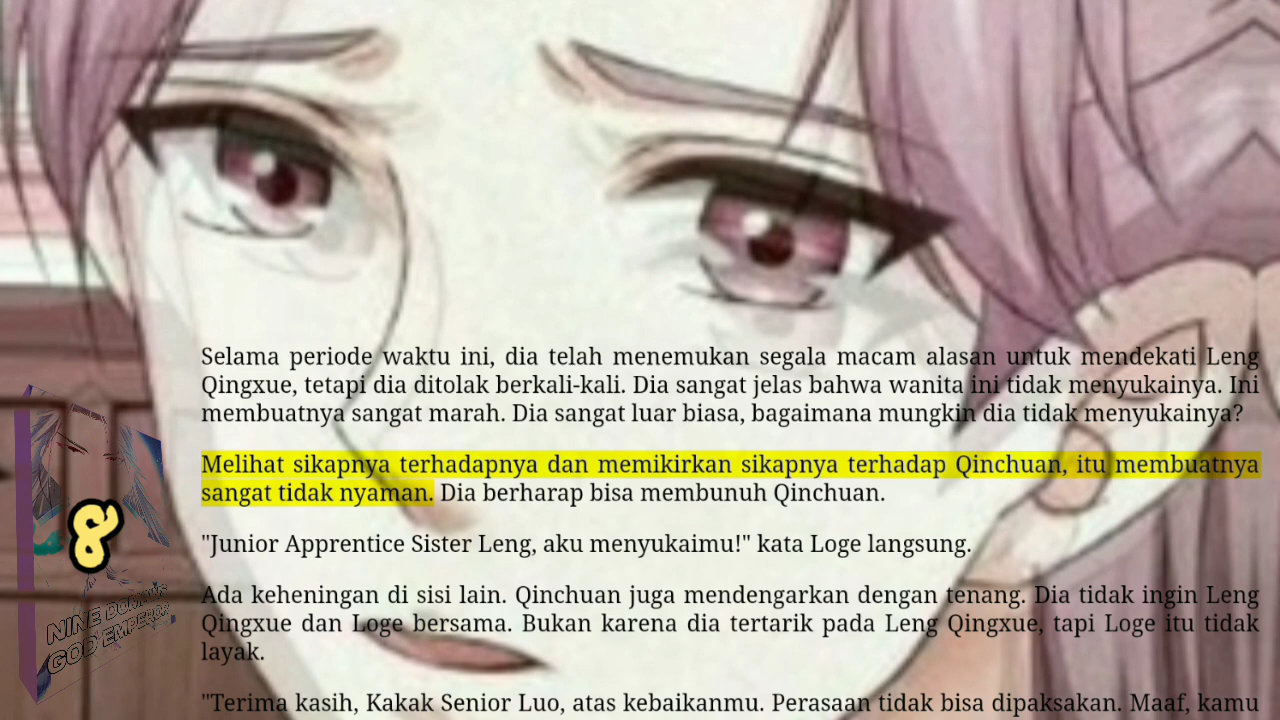 Selama periode waktu ini, dia telah menemukan segala macam alasan untuk mendekati Leng
Qingxue, tetapi dia ditolak berkali-kali. Dia sangat jelas bahwa wanita ini tidak menyukainya. Ini
membuatnya sangat marah. Dia sangat luar biasa, bagaimana mungkin dia tidak menyukainya?
Melihat sikapnya terhadapnya dan memikirkan sikapnya terhadap Qinchuan, itu membuatnya
sangat tidak nyaman. Dia berharap bisa membunuh Qinchuan.
"Junior Apprentice Sister Leng, aku menyukaimu!" kata Loge langsung.
Ada keheningan di sisi lain. Qinchuan juga mendengarkan dengan tenang. Dia tidak ingin Leng
Qingxue dan Loge bersama. Bukan karena dia tertarik pada Leng Qingxue, tapi Loge itu tidak
layak.
"Terima kasih, Kakak Senior Luo, atas kebaikanmu. Perasaan tidak bisa dipaksakan. Maaf, kamu
8
NINE
GOD EMPEROR